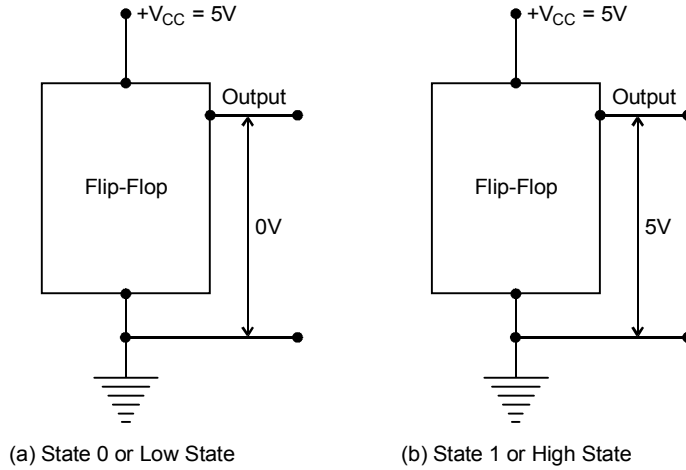 +V_CC = 5V
Output
Flip-Flop
0V
(a) State 0 or Low State
+V_CC = 5V
Output
Flip-Flop
5V
(b) State 1 or High State